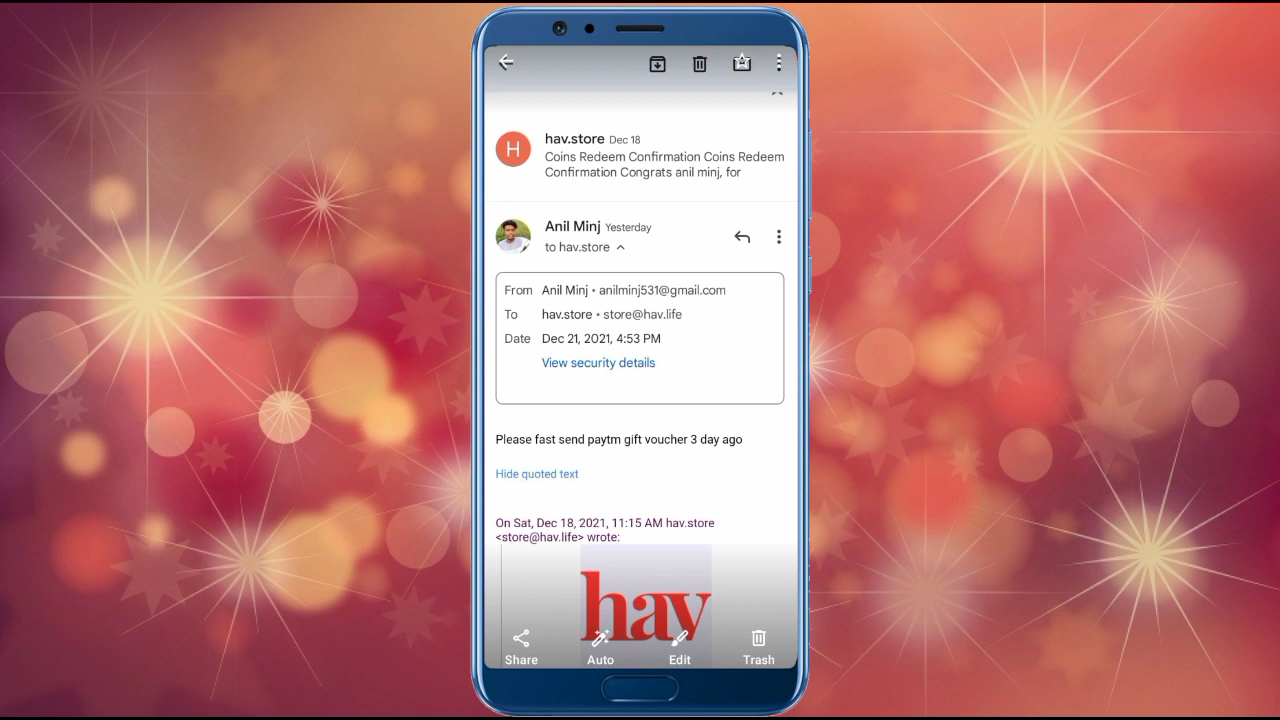 hav.store Dec 18
H
Coins Redeem Confirmation Coins Redeem
Confirmation Congrats anil minj, for
Anil Minj Yesterday
to hav.store
From Anil Minj • anilminj531@gmail.com
To hav.store • store@hav.life
Date Dec 21, 2021, 4:53 PM
View security details
Please fast send paytm gift voucher 3 day ago
Hide quoted text
On Sat, Dec 18, 2021, 11:15 AM hav.store
<store@hav.life> wrote:
hav
Share Auto Edit Trash